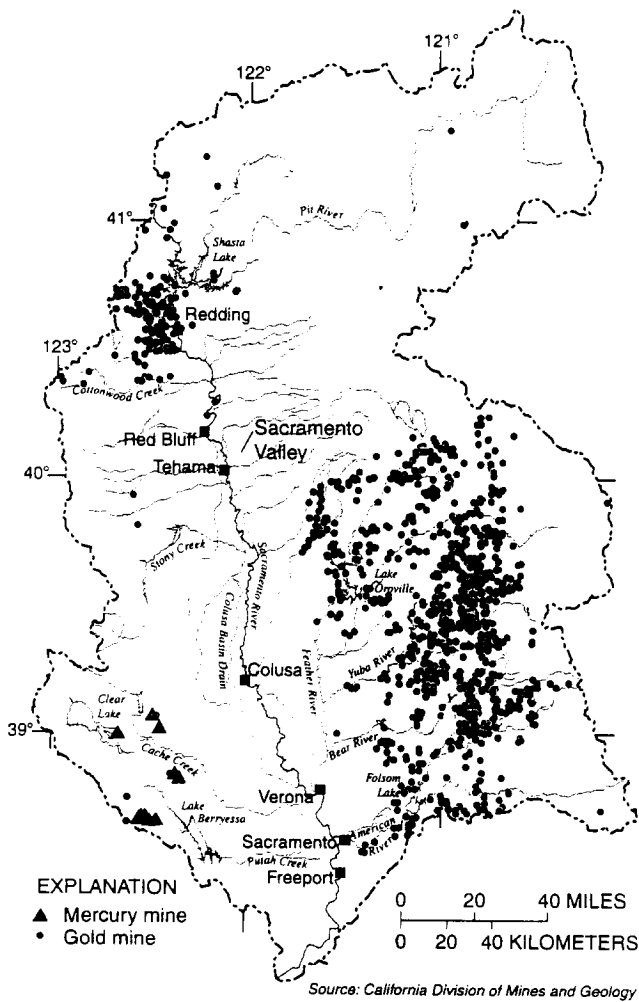 121°
122°
Pit River
41°
Shasta
Lake
Redding
123°
Cottonwood Creek
Red Bluff
Sacramento
Valley
Tehama
40°
Stony Creek
Sacramento River
Lake
Oroville
Colusa Basin Drain
Feather River
Yuba River
Colusa
Clear
Lake
39°
Bear River
Cache Creek
Folsom
Lake
Verona
Lake
Berryessa
American
River
Sacramento
Putah Creek
Freeport
EXPLANATION
Mercury mine
Gold mine
0 20 40 MILES
0 20 40 KILOMETERS
Source: California Division of Mines and Geology